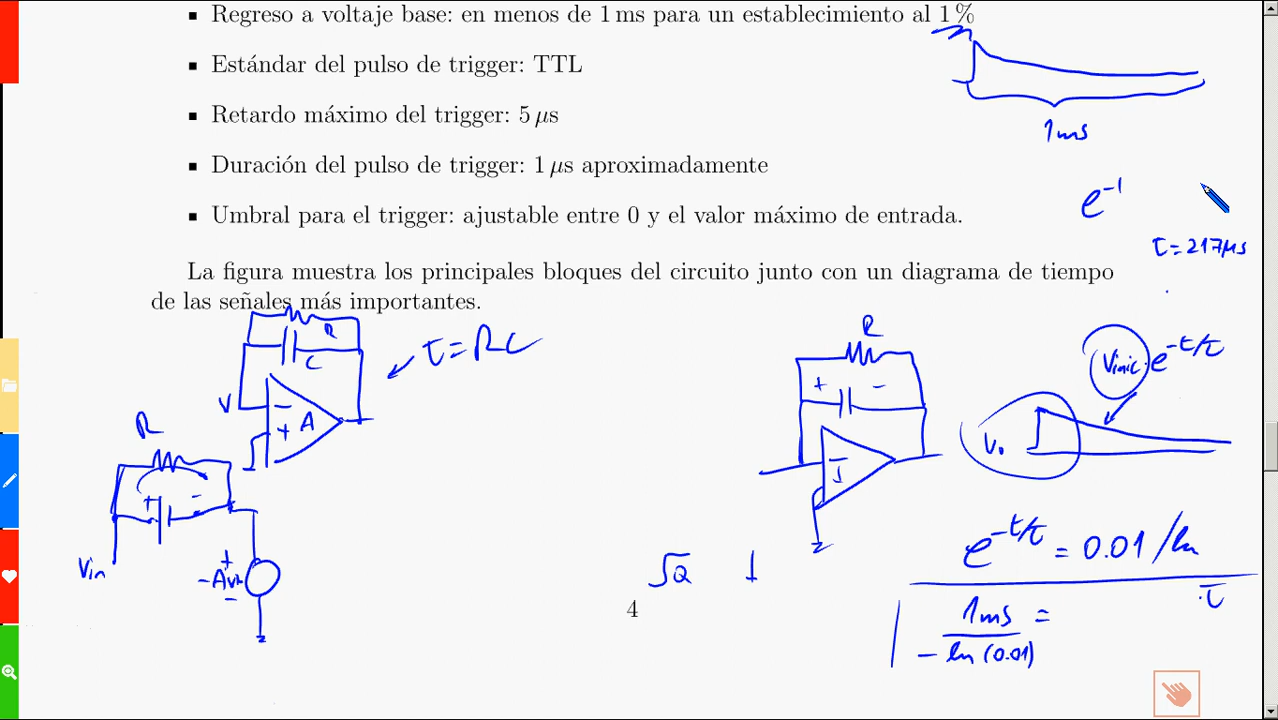 ▪ Regreso a voltaje base: en menos de 1 ms para un establecimiento al 1 %
▪ Estándar del pulso de trigger: TTL
▪ Retardo máximo del trigger: 5 μs
▪ Duración del pulso de trigger: 1 μs aproximadamente
▪ Umbral para el trigger: ajustable entre 0 y el valor máximo de entrada.
La figura muestra los principales bloques del circuito junto con un diagrama de tiempo
de las señales más importantes.
1ms
e^-1
τ=217μs
R
C
τ=RC
V
- 
+ A
R
+ -
Vin
+
-AVin
-
R
+ -
Vinic. e^-t/τ
Vo
e^-t/τ = 0.01 /ln
1ms =
- ln (0.01)
τ
4